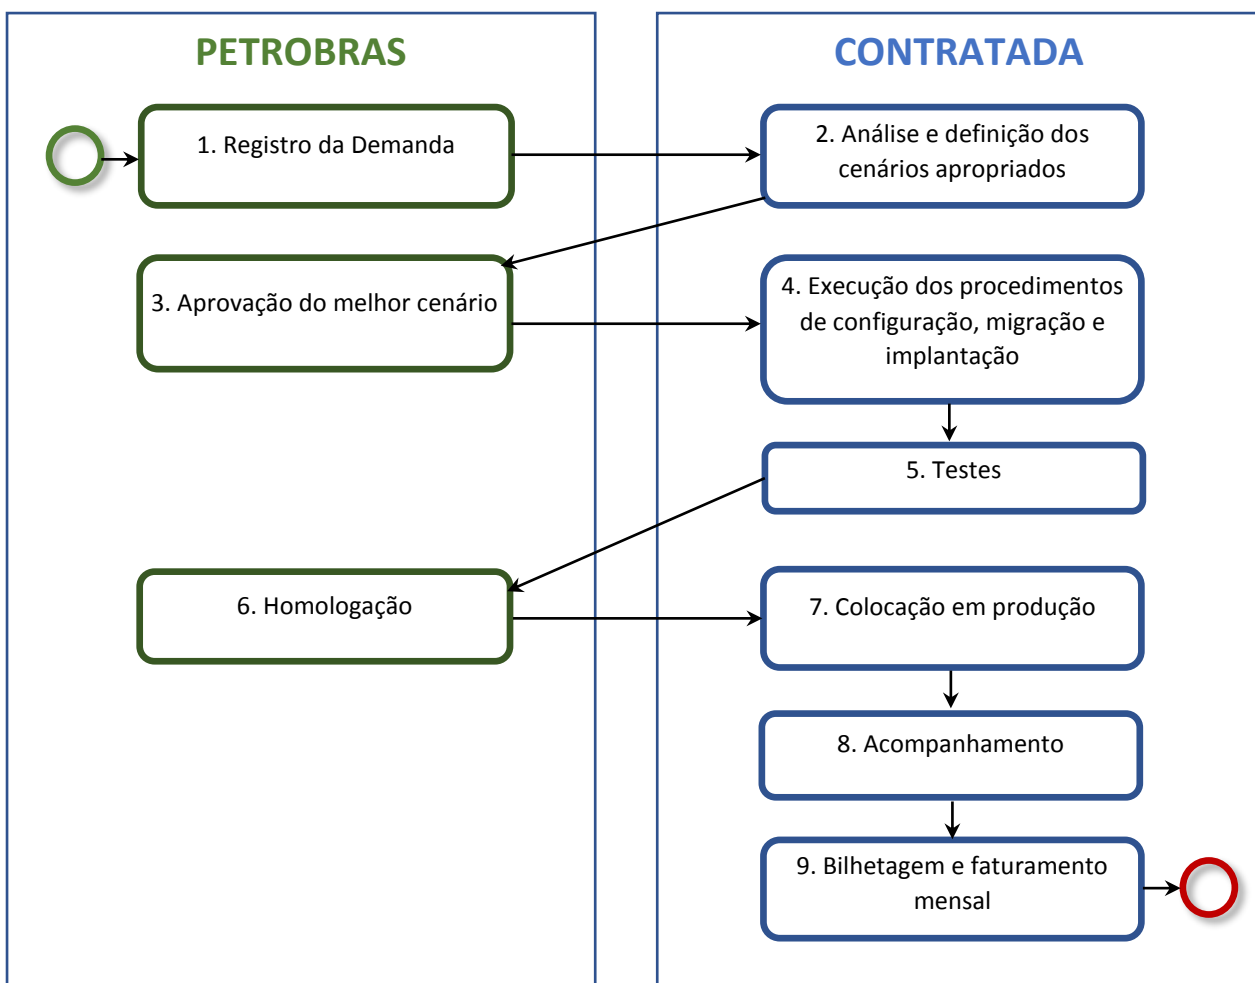 PETROBRAS
CONTRATADA
1. Registro da Demanda
2. Análise e definição dos
cenários apropriados
3. Aprovação do melhor cenário
4. Execução dos procedimentos
de configuração, migração e
implantação
5. Testes
6. Homologação
7. Colocação em produção
8. Acompanhamento
9. Bilhetagem e faturamento
mensal